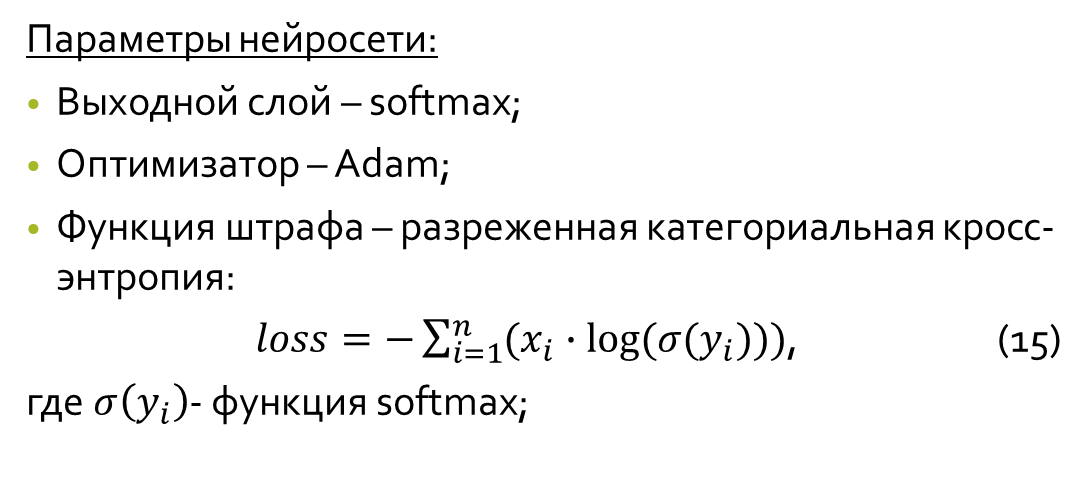 Параметры нейросети:
• Выходной слой – softmax;
• Оптимизатор – Adam;
• Функция штрафа – разреженная категориальная кросс-
энтропия:
loss = − ∑ⁿᵢ₌₁(xᵢ · log(σ(yᵢ))), (15)
где σ(yᵢ)- функция softmax;